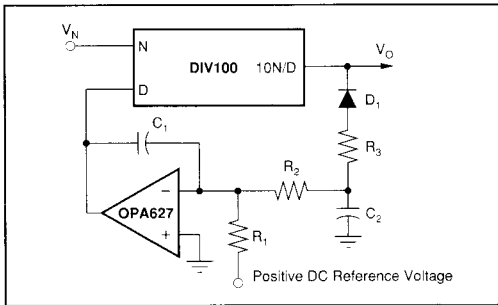 V_N
N
DIV100 10N/D
V_O
D
D_1
C_1
R_3
R_2
−
OPA627
+
R_1
C_2
Positive DC Reference Voltage